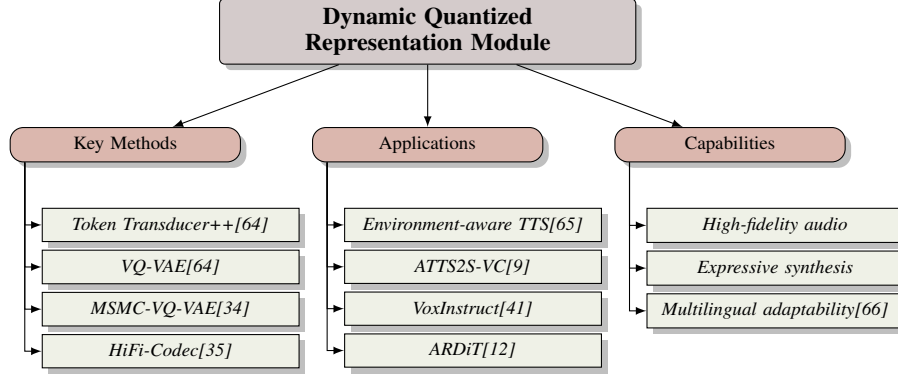 Dynamic Quantized
Representation Module
Key Methods
Applications
Capabilities
Token Transducer++[64]
VQ-VAE[64]
MSMC-VQ-VAE[34]
HiFi-Codec[35]
Environment-aware TTS[65]
ATTS2S-VC[9]
VoxInstruct[41]
ARDiT[12]
High-fidelity audio
Expressive synthesis
Multilingual adaptability[66]